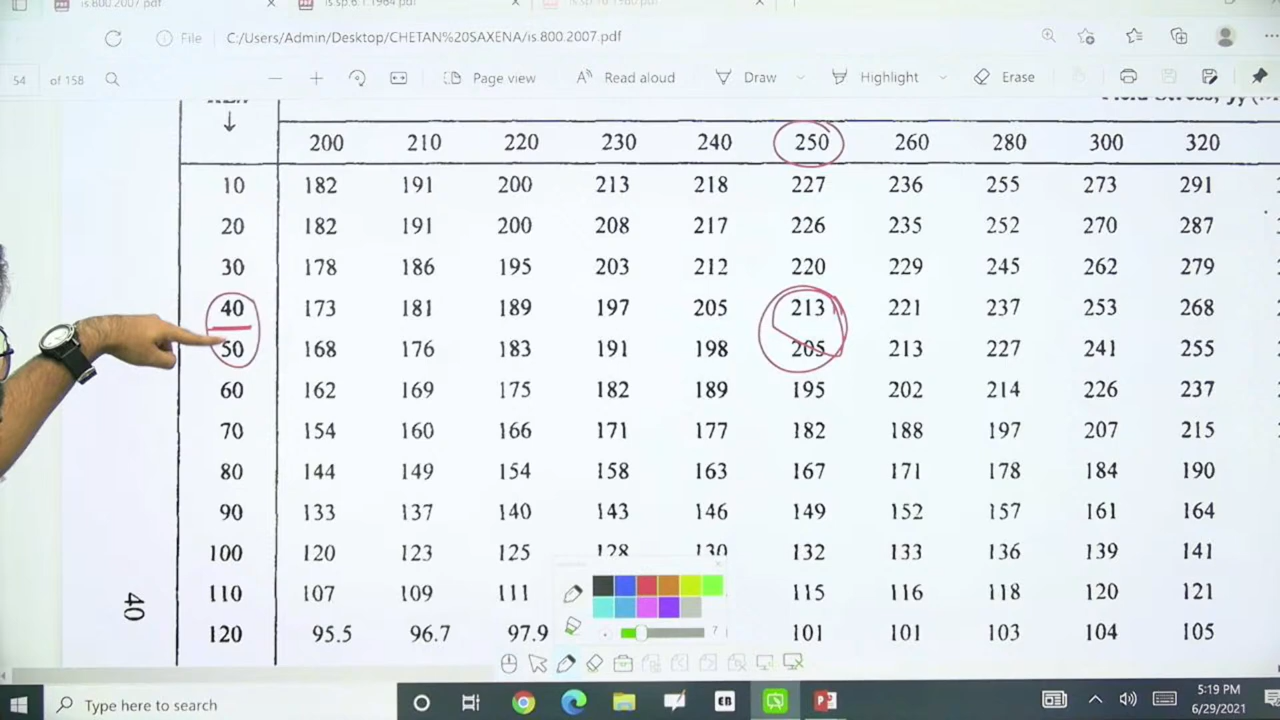 is.800.2007.pdf
File C:/Users/Admin/Desktop/CHETAN%20SAXENA/is.800.2007.pdf
54 of 158 Page view Read aloud Draw Highlight Erase
200 210 220 230 240 250 260 280 300 320
10 182 191 200 213 218 227 236 255 273 291
20 182 191 200 208 217 226 235 252 270 287
30 178 186 195 203 212 220 229 245 262 279
40 173 181 189 197 205 213 221 237 253 268
50 168 176 183 191 198 205 213 227 241 255
60 162 169 175 182 189 195 202 214 226 237
70 154 160 166 171 177 182 188 197 207 215
80 144 149 154 158 163 167 171 178 184 190
90 133 137 140 143 146 149 152 157 161 164
100 120 123 125 128 130 132 133 136 139 141
110 107 109 111 115 116 118 120 121
120 95.5 96.7 97.9 101 101 103 104 105
40
7
Type here to search
EB
5:19 PM
6/29/2021